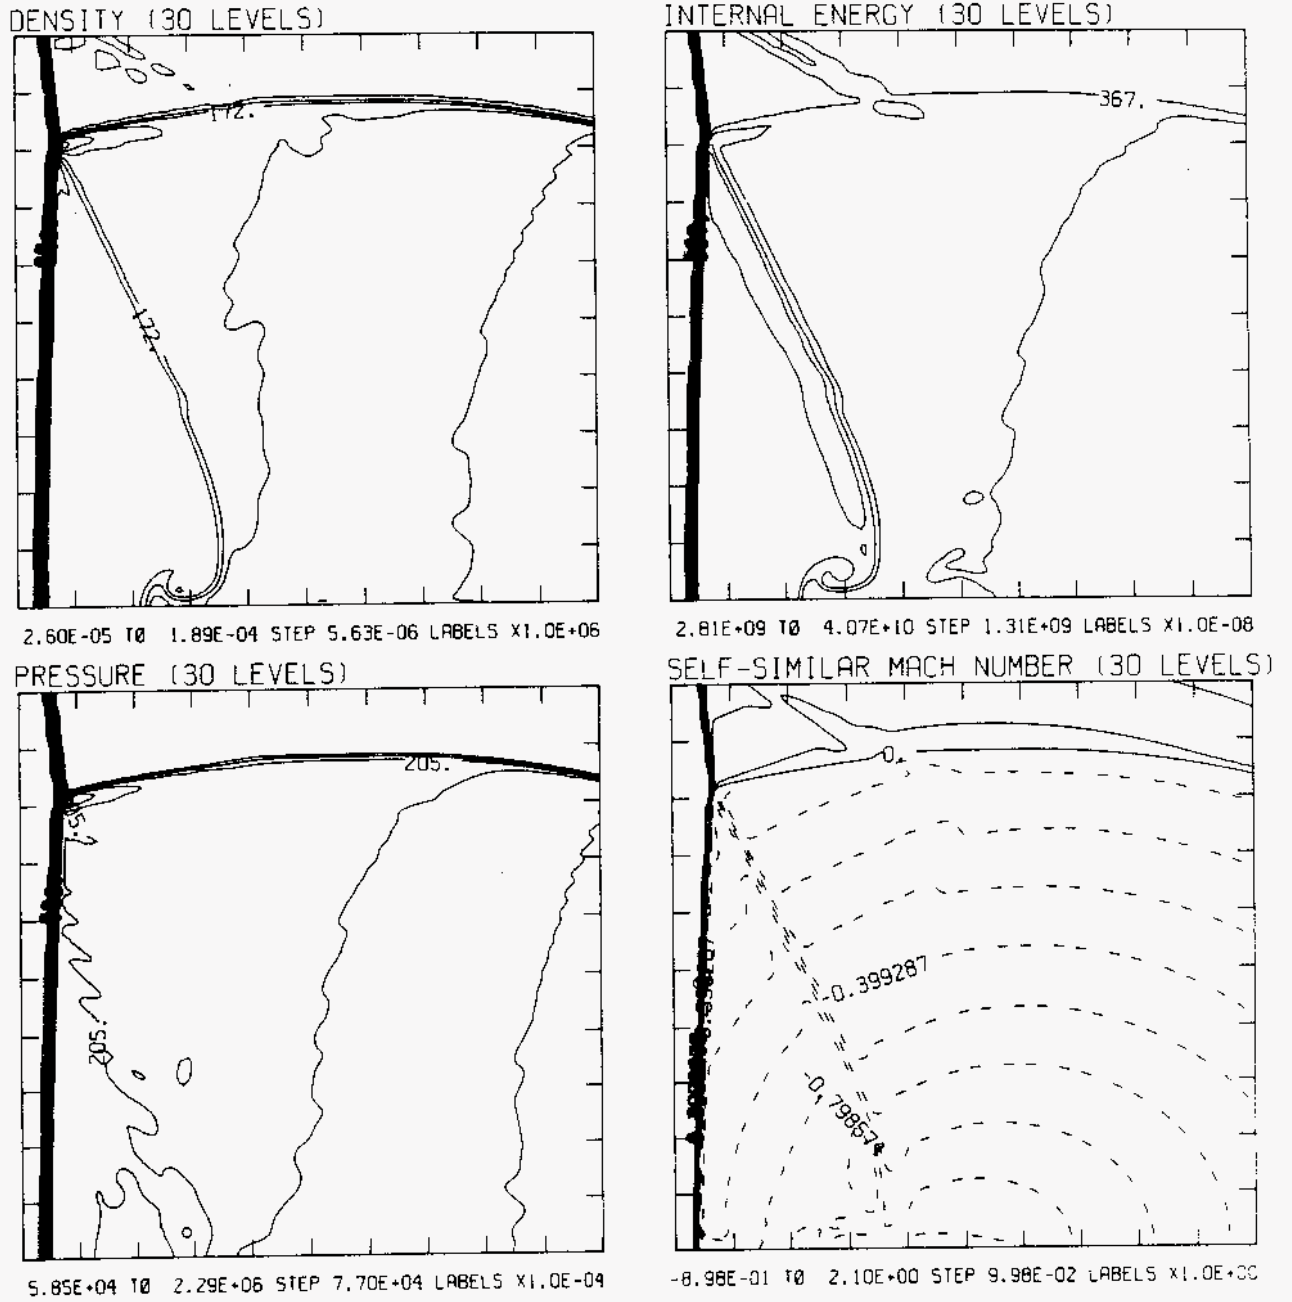 DENSITY (30 LEVELS)
172.
172.
2.60E-05 TO 1.89E-04 STEP 5.63E-06 LABELS X1.0E+06
INTERNAL ENERGY (30 LEVELS)
367.
2.81E+09 TO 4.07E+10 STEP 1.31E+09 LABELS X1.0E-08
PRESSURE (30 LEVELS)
205.
205.
5.85E+04 TO 2.29E+06 STEP 7.70E+04 LABELS X1.0E-04
SELF-SIMILAR MACH NUMBER (30 LEVELS)
0.
-0.399287
-0.798574
-8.98E-01 TO 2.10E+00 STEP 9.98E-02 LABELS X1.0E+00